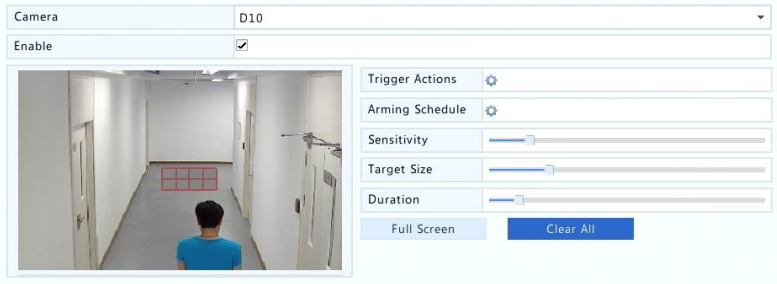 Camera D10
Enable
Trigger Actions
Arming Schedule
Sensitivity
Target Size
Duration
Full Screen Clear All